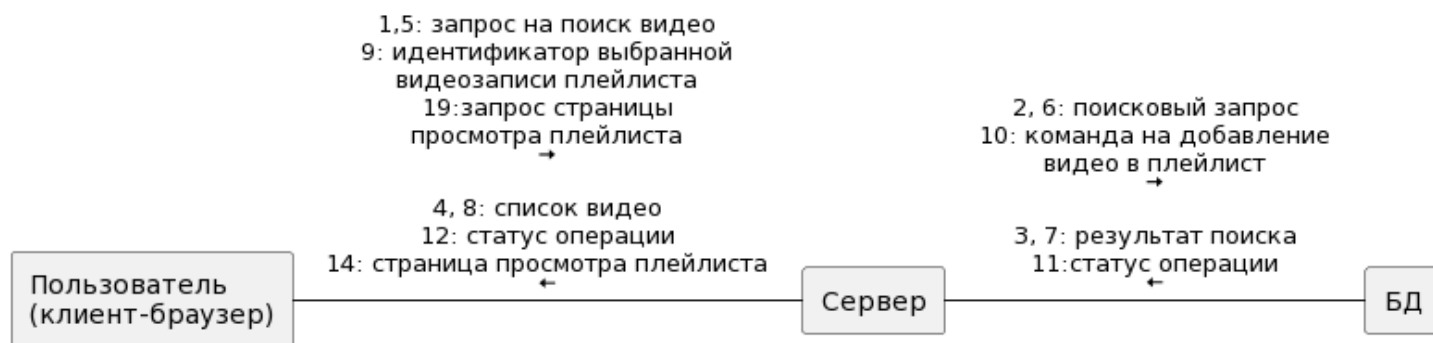 1,5: запрос на поиск видео
9: идентификатор выбранной
видеозаписи плейлиста
19:запрос страницы
просмотра плейлиста
→
4, 8: список видео
12: статус операции
14: страница просмотра плейлиста
←
2, 6: поисковый запрос
10: команда на добавление
видео в плейлист
→
3, 7: результат поиска
11:статус операции
←
Пользователь
(клиент-браузер)
Сервер
БД